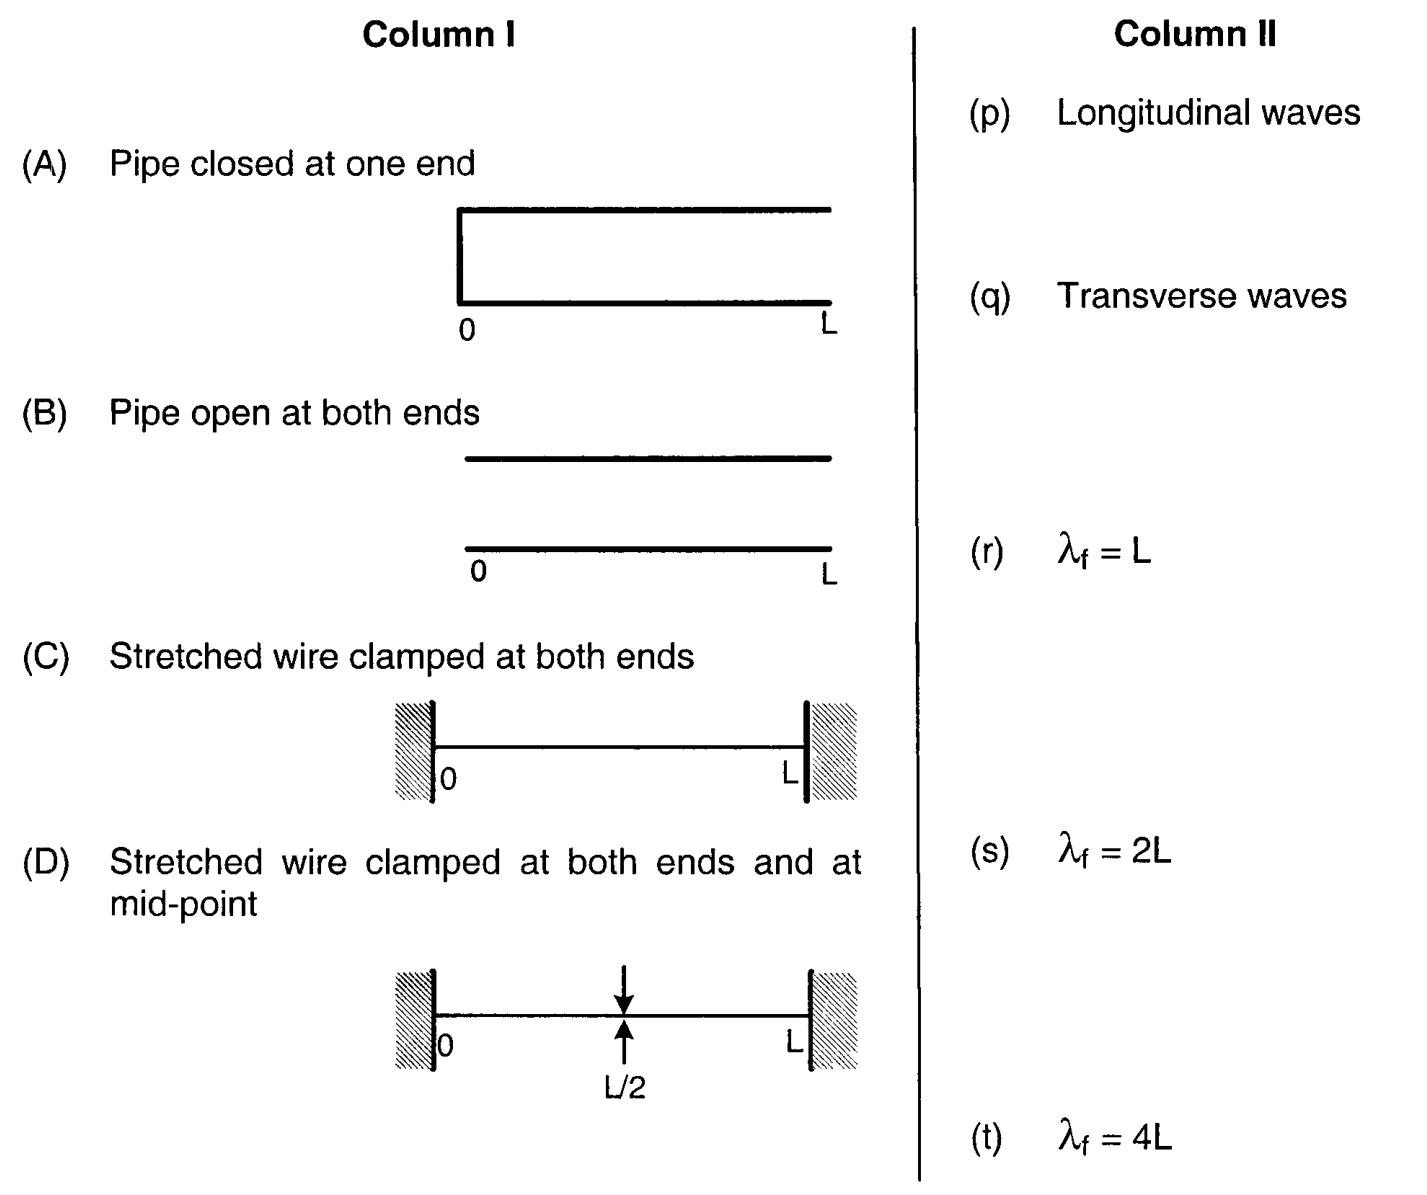 Column I
Column II
(p) Longitudinal waves
(A) Pipe closed at one end
0 L
(q) Transverse waves
(B) Pipe open at both ends
0 L
(r) λf = L
(C) Stretched wire clamped at both ends
0 L
(D) Stretched wire clamped at both ends and at
mid-point
(s) λf = 2L
0 L
L/2
(t) λf = 4L